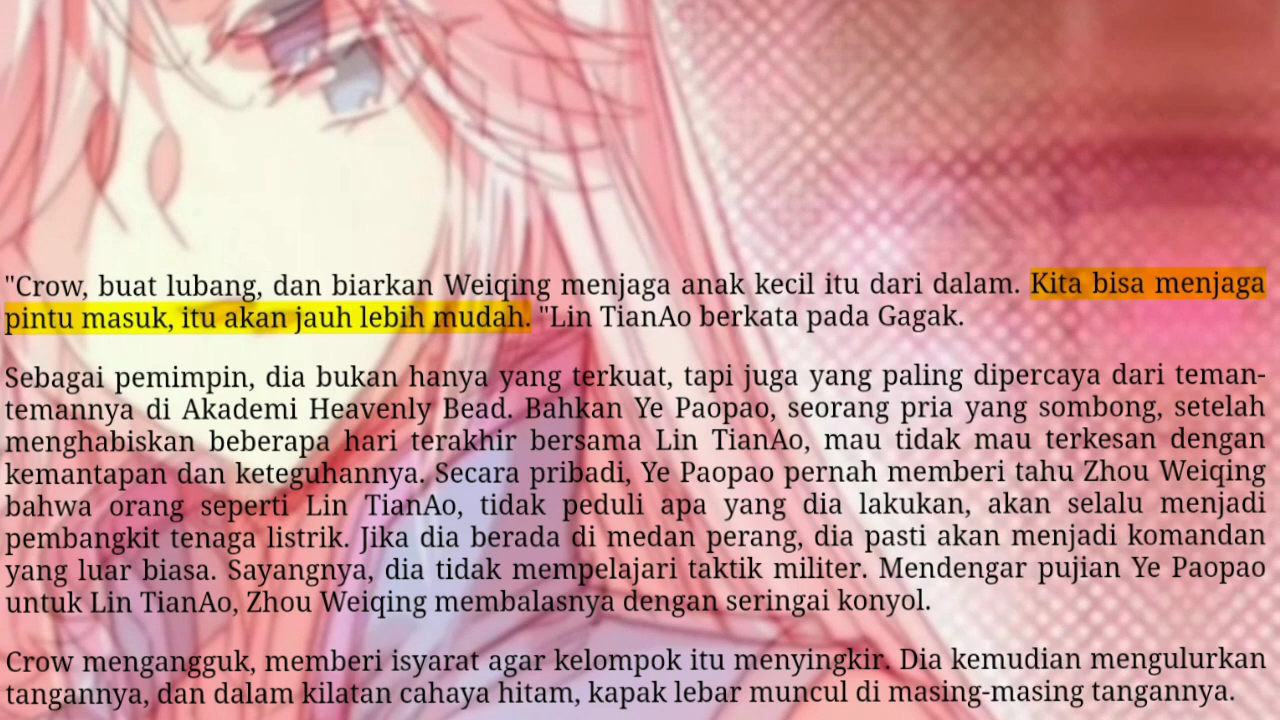 "Crow, buat lubang, dan biarkan Weiqing menjaga anak kecil itu dari dalam. Kita bisa menjaga
pintu masuk, itu akan jauh lebih mudah. "Lin TianAo berkata pada Gagak.
Sebagai pemimpin, dia bukan hanya yang terkuat, tapi juga yang paling dipercaya dari teman-
temannya di Akademi Heavenly Bead. Bahkan Ye Paopao, seorang pria yang sombong, setelah
menghabiskan beberapa hari terakhir bersama Lin TianAo, mau tidak mau terkesan dengan
kemantapan dan keteguhannya. Secara pribadi, Ye Paopao pernah memberi tahu Zhou Weiqing
bahwa orang seperti Lin TianAo, tidak peduli apa yang dia lakukan, akan selalu menjadi
pembangkit tenaga listrik. Jika dia berada di medan perang, dia pasti akan menjadi komandan
yang luar biasa. Sayangnya, dia tidak mempelajari taktik militer. Mendengar pujian Ye Paopao
untuk Lin TianAo, Zhou Weiqing membalasnya dengan seringai konyol.
Crow mengangguk, memberi isyarat agar kelompok itu menyingkir. Dia kemudian mengulurkan
tangannya, dan dalam kilatan cahaya hitam, kapak lebar muncul di masing-masing tangannya.